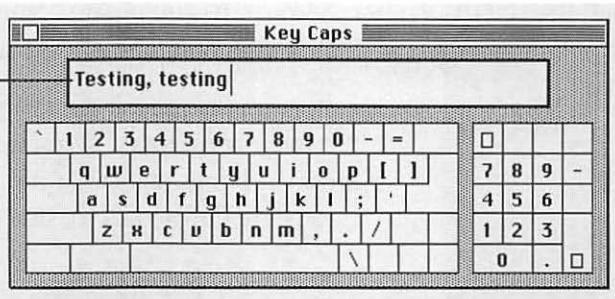 Key Caps
Testing, testing
` 1 2 3 4 5 6 7 8 9 0 - =
q w e r t y u i o p [ ]
a s d f g h j k l ; '
z x c v b n m , . /
\
7 8 9 -
4 5 6
1 2 3
0 .